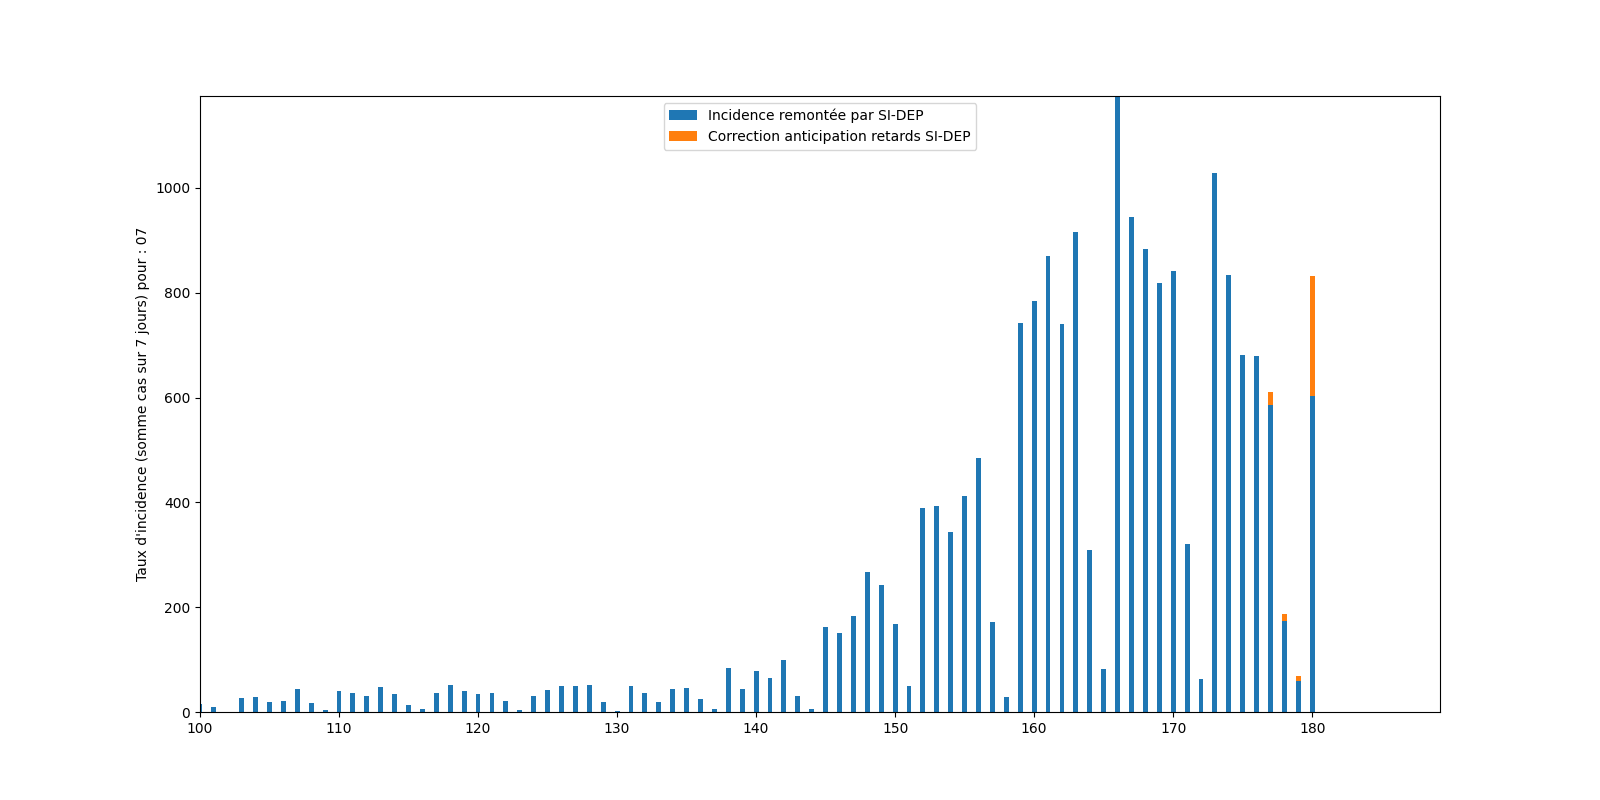 Incidence remontée par SI-DEP
Correction anticipation retards SI-DEP
Taux d'incidence (somme cas sur 7 jours) pour : 07
1000
800
600
400
200
0
100 110 120 130 140 150 160 170 180